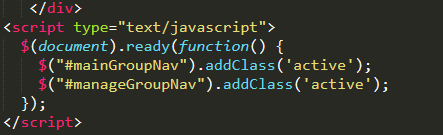 </div>
<script type="text/javascript">
$(document).ready(function() {
$("#mainGroupNav").addClass('active');
$("#manageGroupNav").addClass('active');
});
</script>